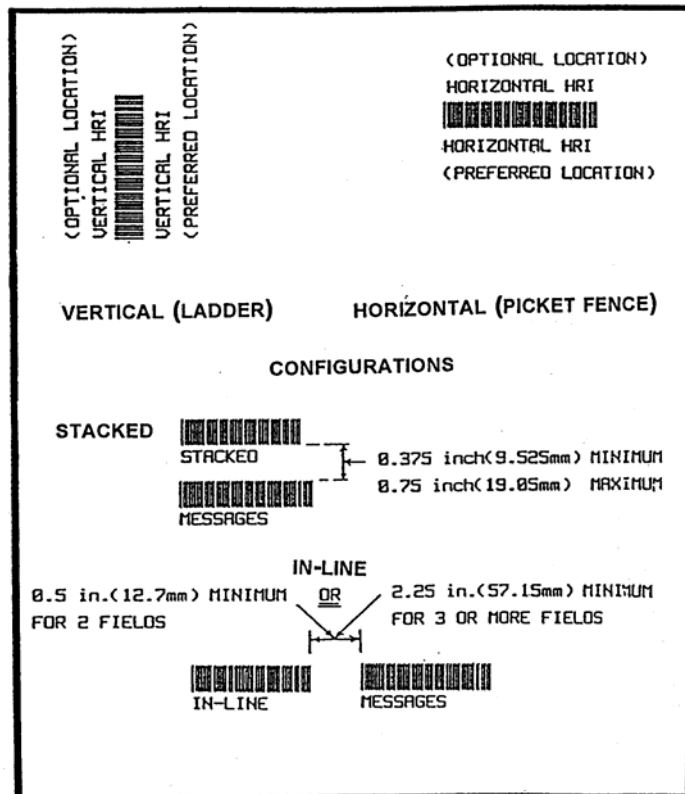 (OPTIONAL LOCATION)
VERTICAL HRI
VERTICAL HRI
(PREFERRED LOCATION)
(OPTIONAL LOCATION)
HORIZONTAL HRI
HORIZONTAL HRI
(PREFERRED LOCATION)
VERTICAL (LADDER)
HORIZONTAL (PICKET FENCE)
CONFIGURATIONS
STACKED
STACKED
0.375 inch(9.525mm) MINIMUM
0.75 inch(19.05mm) MAXIMUM
MESSAGES
IN-LINE
OR
0.5 in.(12.7mm) MINIMUM
FOR 2 FIELDS
2.25 in.(57.15mm) MINIMUM
FOR 3 OR MORE FIELDS
IN-LINE
MESSAGES